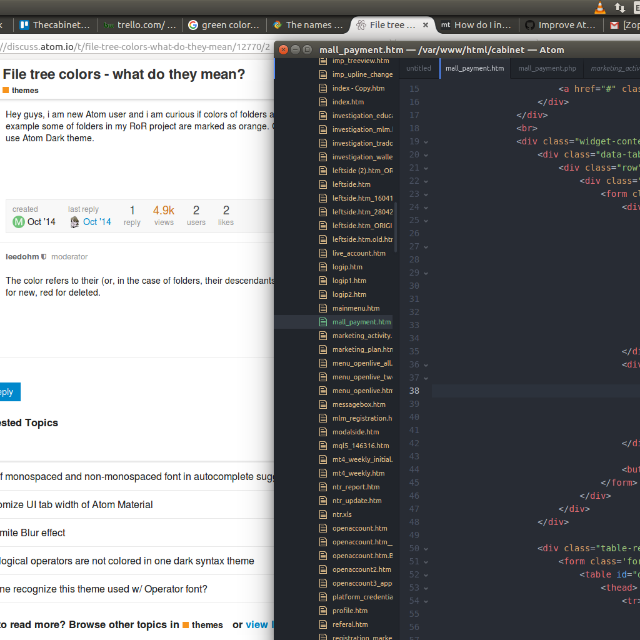 Thecabinet...
trello.com/ ...
green color...
The names ...
File tree ...
How do I in...
Improve At...
[Zop
//discuss.atom.io/t/file-tree-colors-what-do-they-mean/12770/2
File tree colors - what do they mean?
themes
Hey guys, i am new Atom user and i am curious if colors of folders a
example some of folders in my RoR project are marked as orange.
use Atom Dark theme.
created
last reply
1
4.9k
2
2
M Oct '14
Oct '14
reply
views
users
likes
leedohm moderator
The color refers to their (or, in the case of folders, their descendants
for new, red for deleted.
eply
ested Topics
f monospaced and non-monospaced font in autocomplete sugg
omize UI tab width of Atom Material
mite Blur effect
logical operators are not colored in one dark syntax theme
ne recognize this theme used w/ Operator font?
to read more? Browse other topics in themes or view l
mall_payment.htm — /var/www/html/cabinet — Atom
imp_treeview.htm
imp_upline_change
index - Copy.htm
index.htm
investigation_educa
investigation_mlm.
investigation_tradc
investigation_walle
leftside (2).htm_OR
leftside.htm
leftside.htm_16041
leftside.htm_28042
leftside.htm_ORIGI
leftside.htm.old.htm
live_account.htm
logip.htm
logip1.htm
logip2.htm
mainmenu.htm
mall_payment.htm
marketing_activity.
marketing_plan.htm
menu_openlive_all.
menu_openlive_tw
menu_openlive.htm
messagebox.htm
mlm_registration.h
modalside.htm
mql5_146316.htm
mt4_weekly_initial.
mt4_weekly.htm
ntr_report.htm
ntr_update.htm
ntr.xls
openaccount.htm
openaccount.htm_
openaccount.htm.B
openaccount2.htm
openaccount3_app
platform_credentia
profile.htm
referal.htm
registration_marke
untitled
mall_payment.htm
mall_payment.php
marketing_activ
15 <a href="#" clas
16 </div>
17 </div>
18 <br>
19 <div class="widget-conte
20 <div class="data-tab
21 <div class="row"
22 <div class="
23 <form cl
24 <div
25
26
27
28
29
30
31
32
33
34
35 </di
36 <div
37
38
39
40
41
42 </di
43
44 <but
45 </form>
46 </div>
47 </div>
48 </div>
49
50 <div class="table-re
51 <form class='for
52 <table id="d
53 <thead>
54 <tr>
55
56